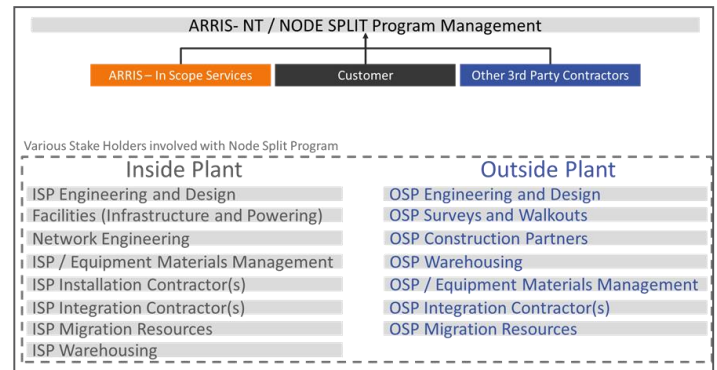 ARRIS- NT / NODE SPLIT Program Management
ARRIS – In Scope Services
Customer
Other 3rd Party Contractors
Various Stake Holders involved with Node Split Program
Inside Plant
ISP Engineering and Design
Facilities (Infrastructure and Powering)
Network Engineering
ISP / Equipment Materials Management
ISP Installation Contractor(s)
ISP Integration Contractor(s)
ISP Migration Resources
ISP Warehousing
Outside Plant
OSP Engineering and Design
OSP Surveys and Walkouts
OSP Construction Partners
OSP Warehousing
OSP / Equipment Materials Management
OSP Integration Contractor(s)
OSP Migration Resources